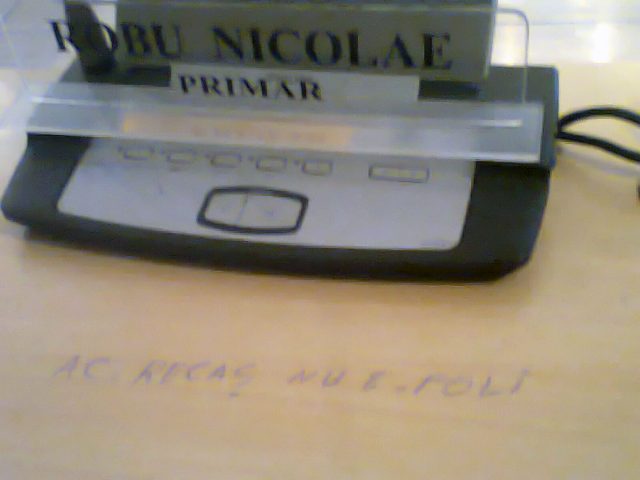 ROBU NICOLAE
PRIMAR
AC. RECAȘ NU E. POLI